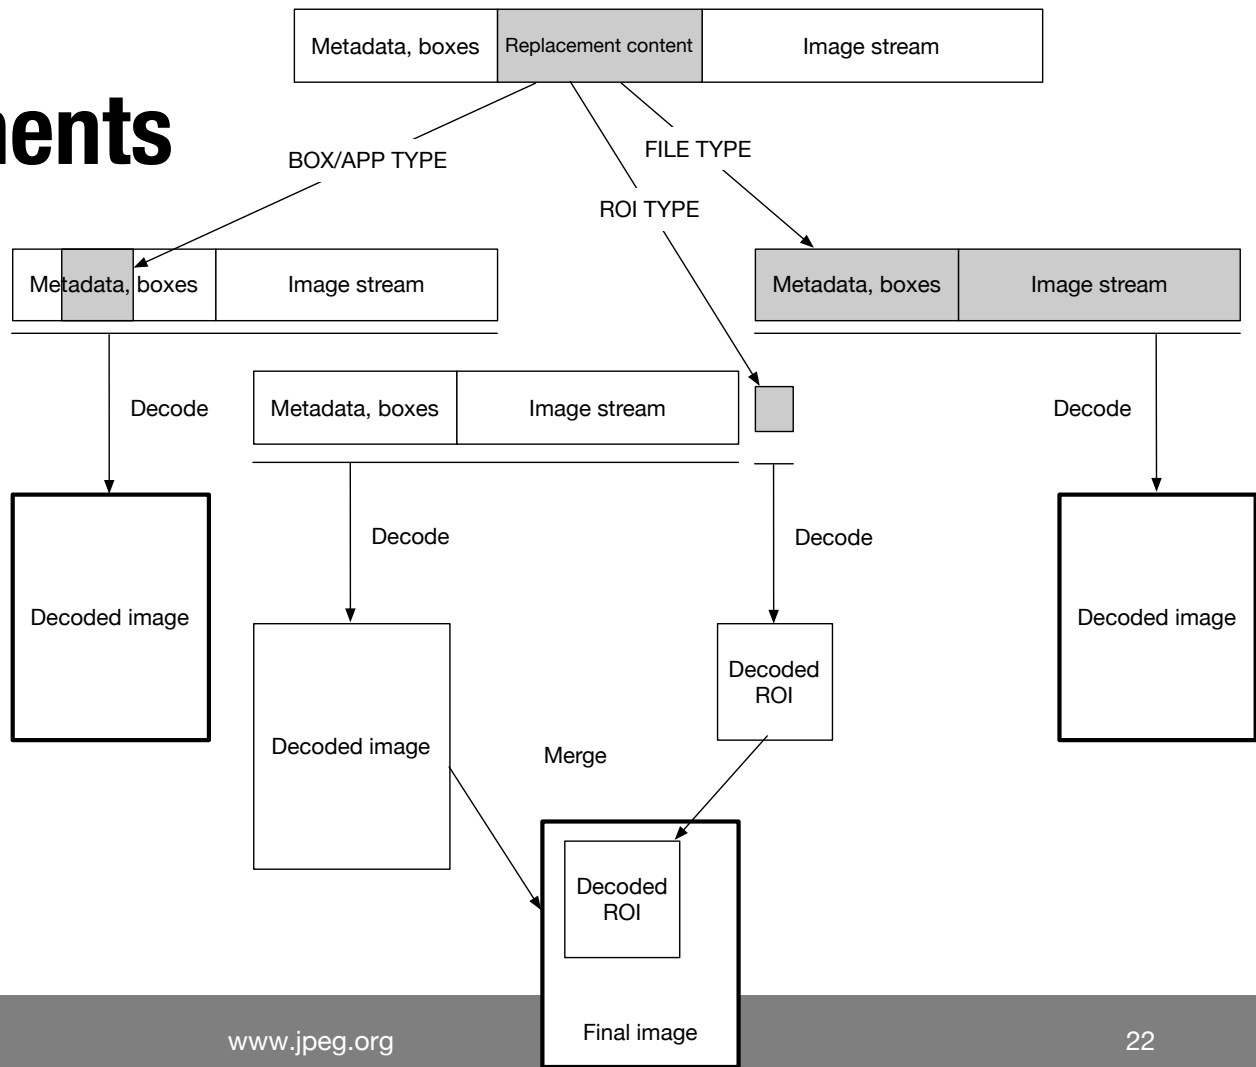 Metadata, boxes
Replacement content
Image stream
BOX/APP TYPE
FILE TYPE
ROI TYPE
Metadata, boxes
Image stream
Metadata, boxes
Image stream
Decode
Metadata, boxes
Image stream
Decode
Decode
Decode
Decoded image
Decoded image
Decoded
ROI
Decoded image
Merge
Decoded
ROI
Final image
www.jpeg.org
22